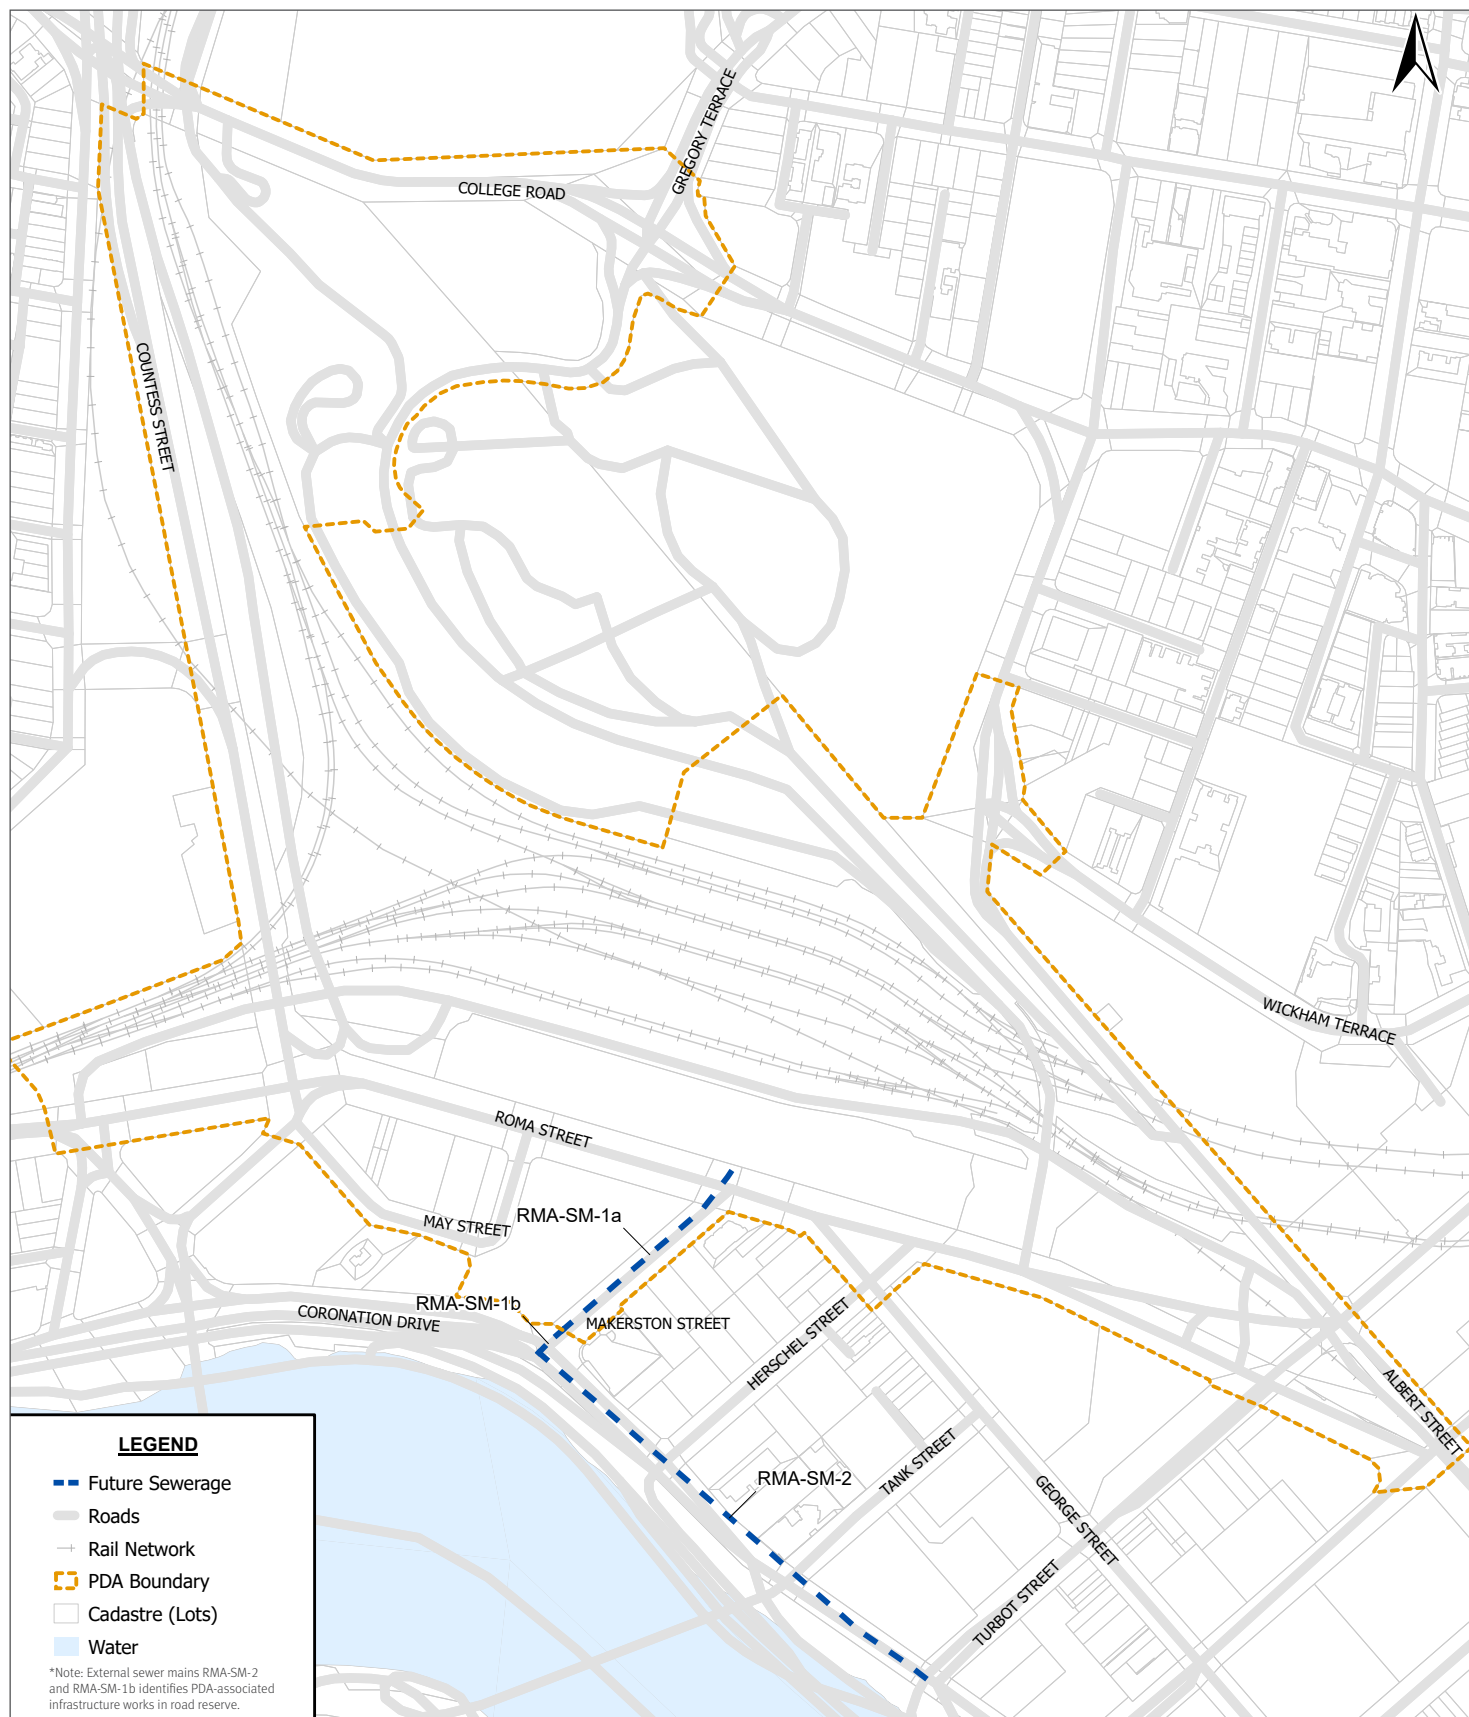 GREGORY TERRACE
COLLEGE ROAD
COUNTESS STREET
WICKHAM TERRACE
ROMA STREET
MAY STREET
RMA-SM-1a
RMA-SM-1b
CORONATION DRIVE
MAKERSTON STREET
HERSCHEL STREET
ALBERT STREET
TANK STREET
RMA-SM-2
GEORGE STREET
TURBOT STREET
LEGEND
Future Sewerage
Roads
Rail Network
PDA Boundary
Cadastre (Lots)
Water
*Note: External sewer mains RMA-SM-2
and RMA-SM-1b identifies PDA-associated
infrastructure works in road reserve.